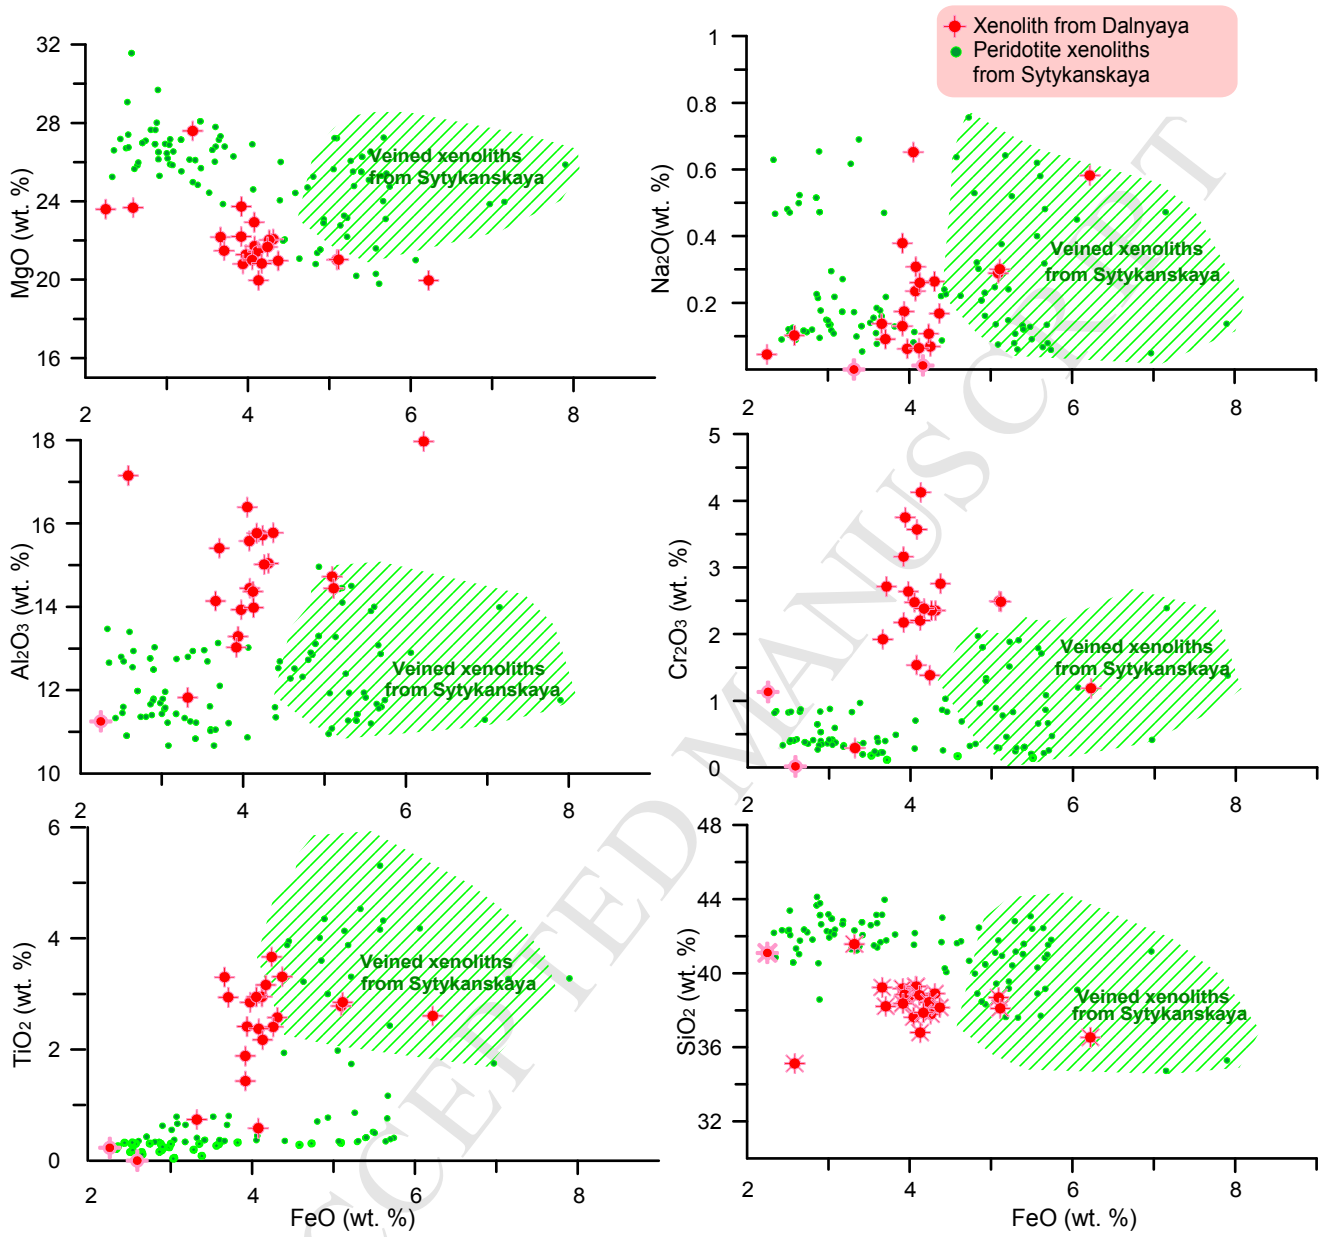 Xenolith from Dalnyaya
Peridotite xenoliths
from Sytykanskaya
32
28
24
20
16
MgO (wt. %)
Veined xenoliths
from Sytykanskaya
2
4
6
8
1
0.8
0.6
0.4
0.2
Na2O(wt. %)
Veined xenoliths
from Sytykanskaya
2
4
6
8
18
16
14
12
10
Al2O3 (wt. %)
Veined xenoliths
from Sytykanskaya
2
4
6
8
5
4
3
2
1
0
Cr2O3 (wt. %)
Veined xenoliths
from Sytykanskaya
2
4
6
8
6
4
2
0
TiO2 (wt. %)
Veined xenoliths
from Sytykanskaya
2
4
6
8
FeO (wt. %)
48
44
40
36
32
SiO2 (wt. %)
Veined xenoliths
from Sytykanskaya
2
4
6
8
FeO (wt. %)
CCEPTED MANUSCRIPT